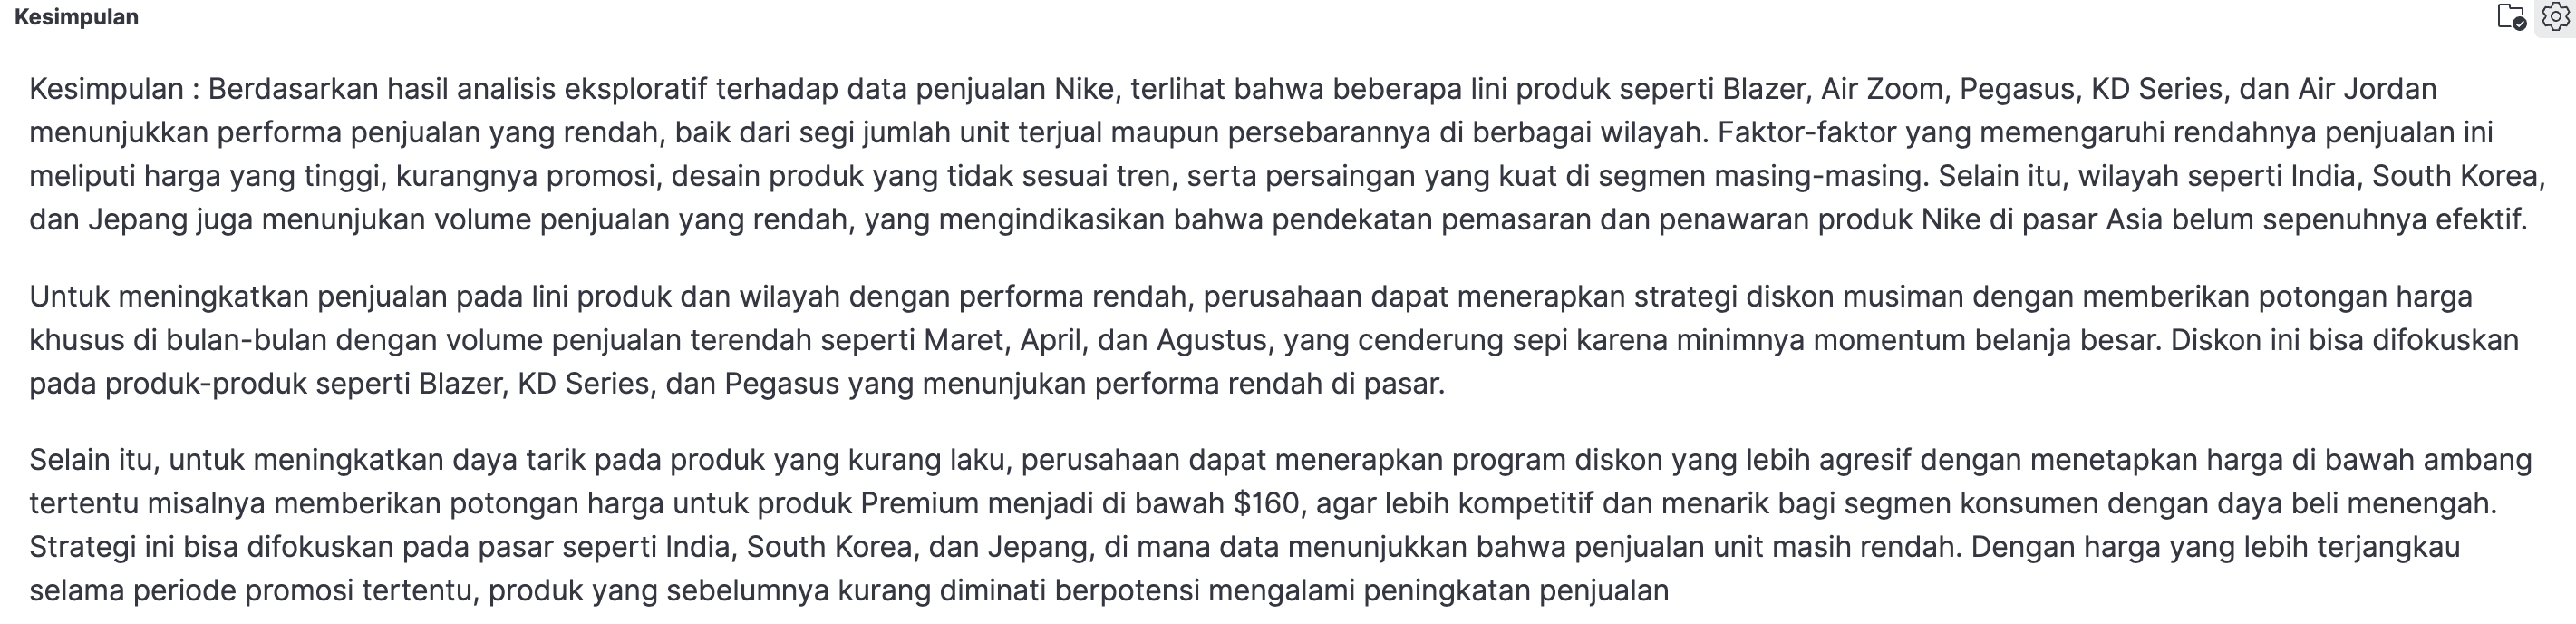 Kesimpulan
Kesimpulan : Berdasarkan hasil analisis eksploratif terhadap data penjualan Nike, terlihat bahwa beberapa lini produk seperti Blazer, Air Zoom, Pegasus, KD Series, dan Air Jordan
menunjukkan performa penjualan yang rendah, baik dari segi jumlah unit terjual maupun persebarannya di berbagai wilayah. Faktor-faktor yang memengaruhi rendahnya penjualan ini
meliputi harga yang tinggi, kurangnya promosi, desain produk yang tidak sesuai tren, serta persaingan yang kuat di segmen masing-masing. Selain itu, wilayah seperti India, South Korea,
dan Jepang juga menunjukan volume penjualan yang rendah, yang mengindikasikan bahwa pendekatan pemasaran dan penawaran produk Nike di pasar Asia belum sepenuhnya efektif.
Untuk meningkatkan penjualan pada lini produk dan wilayah dengan performa rendah, perusahaan dapat menerapkan strategi diskon musiman dengan memberikan potongan harga
khusus di bulan-bulan dengan volume penjualan terendah seperti Maret, April, dan Agustus, yang cenderung sepi karena minimnya momentum belanja besar. Diskon ini bisa difokuskan
pada produk-produk seperti Blazer, KD Series, dan Pegasus yang menunjukan performa rendah di pasar.
Selain itu, untuk meningkatkan daya tarik pada produk yang kurang laku, perusahaan dapat menerapkan program diskon yang lebih agresif dengan menetapkan harga di bawah ambang
tertentu misalnya memberikan potongan harga untuk produk Premium menjadi di bawah $160, agar lebih kompetitif dan menarik bagi segmen konsumen dengan daya beli menengah.
Strategi ini bisa difokuskan pada pasar seperti India, South Korea, dan Jepang, di mana data menunjukkan bahwa penjualan unit masih rendah. Dengan harga yang lebih terjangkau
selama periode promosi tertentu, produk yang sebelumnya kurang diminati berpotensi mengalami peningkatan penjualan